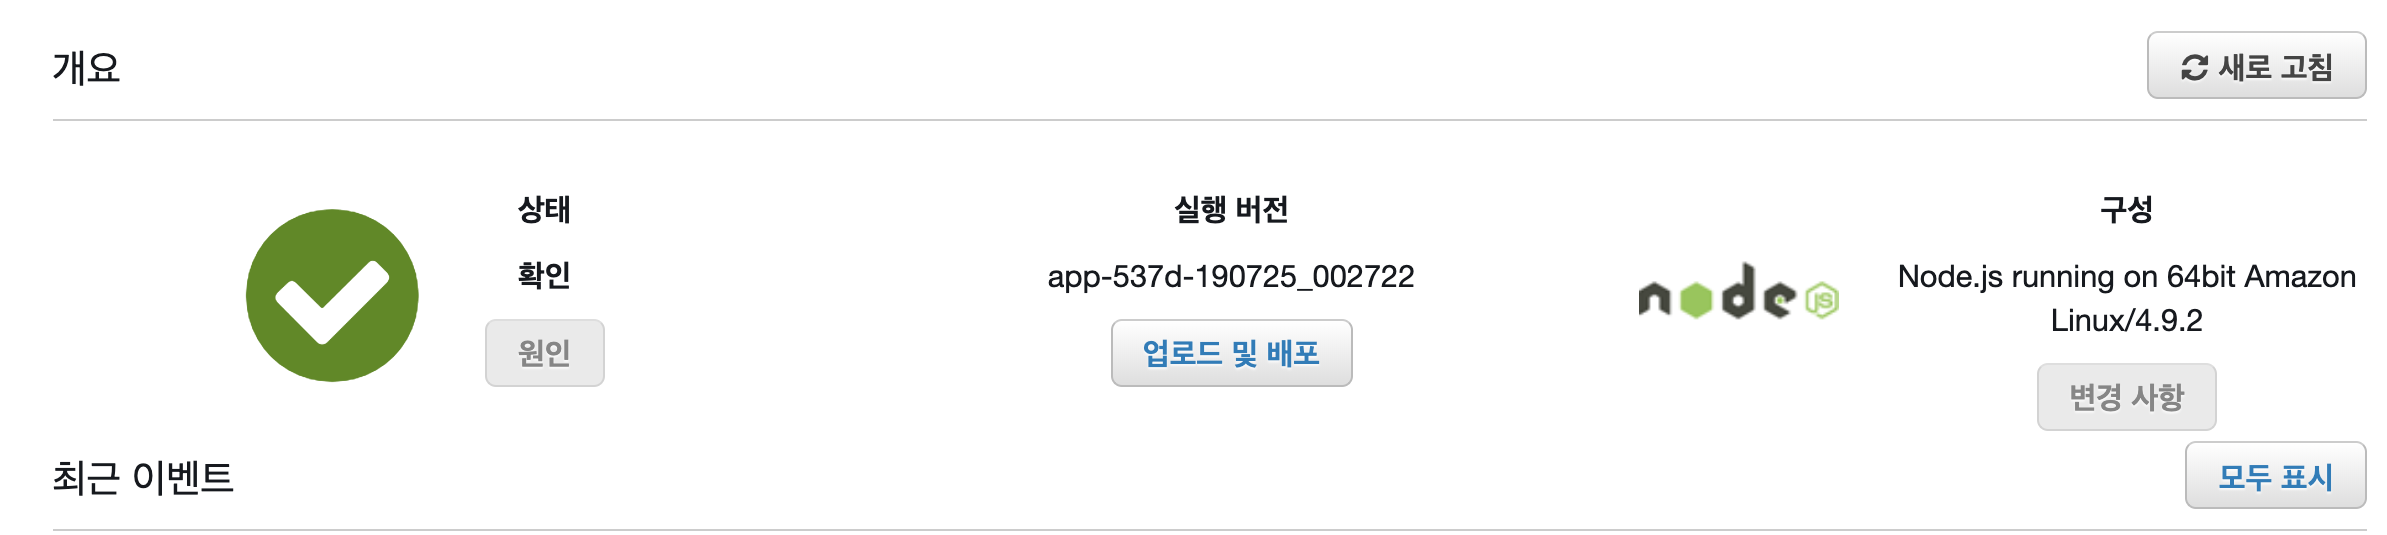 개요
새로 고침
상태
확인
원인
실행 버전
app-537d-190725_002722
업로드 및 배포
node JS
구성
Node.js running on 64bit Amazon
Linux/4.9.2
변경 사항
최근 이벤트
모두 표시